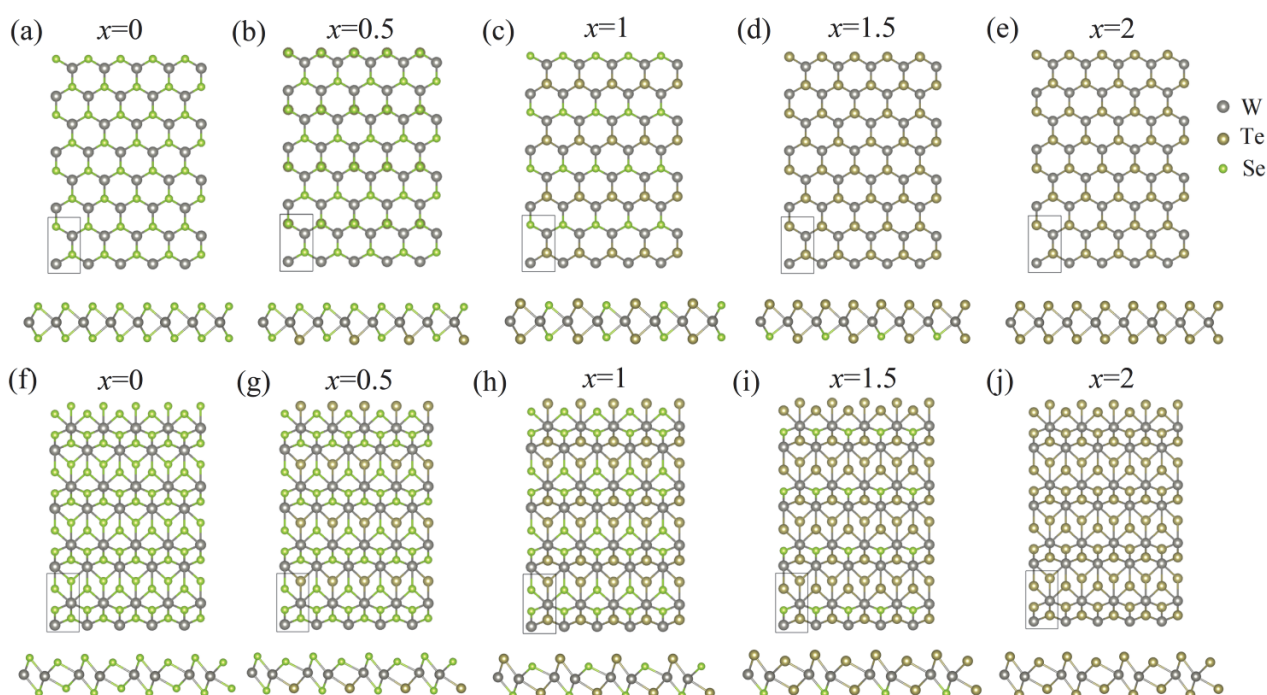 (a) x=0
(b) x=0.5
(c) x=1
(d) x=1.5
(e) x=2
W
Te
Se
(f) x=0
(g) x=0.5
(h) x=1
(i) x=1.5
(j) x=2